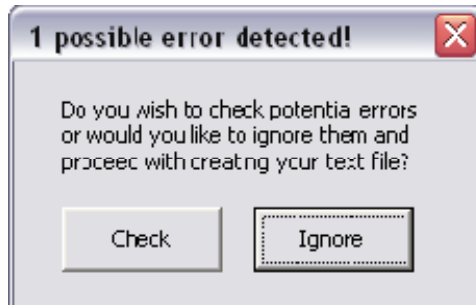 1 possible error detected!
Do you wish to check potential errors
or would you like to ignore them and
proceed with creating your text file?
Check
Ignore